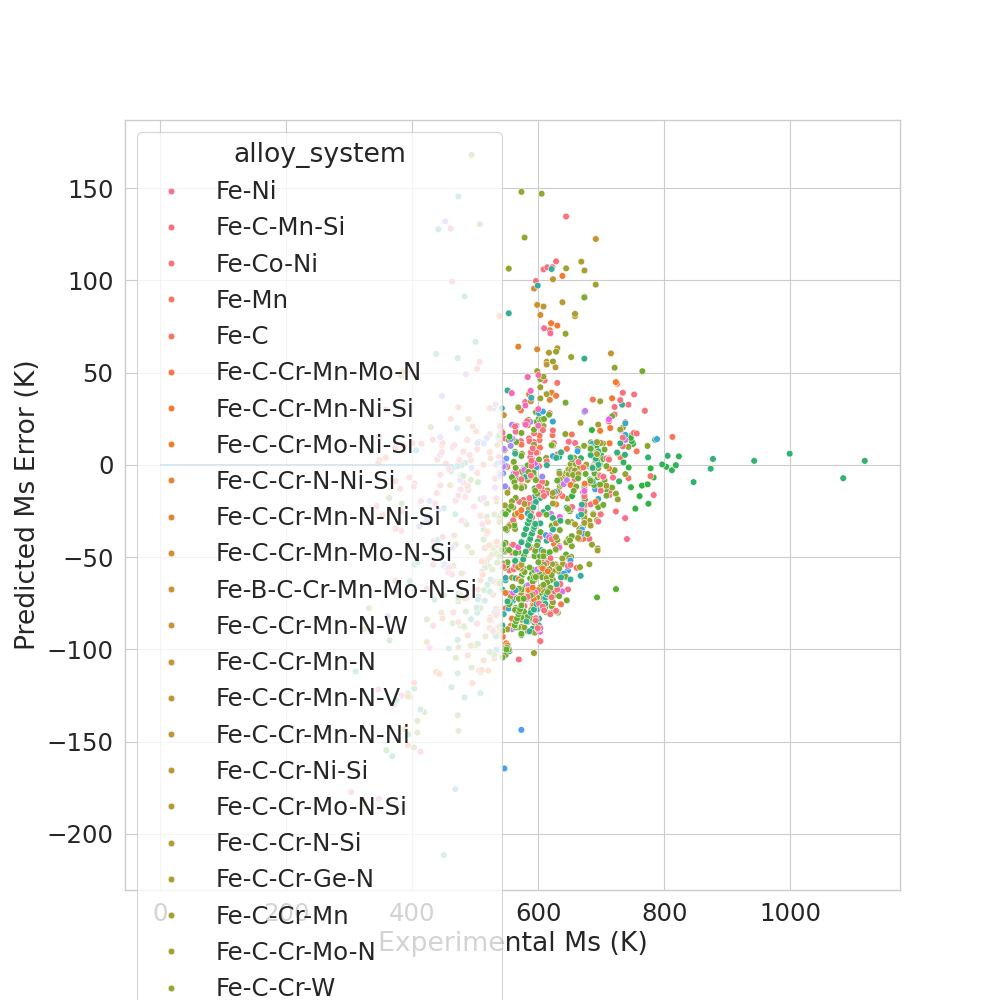 alloy_system
Fe-Ni
Fe-C-Mn-Si
Fe-Co-Ni
Fe-Mn
Fe-C
Fe-C-Cr-Mn-Mo-N
Fe-C-Cr-Mn-Ni-Si
Fe-C-Cr-Mo-Ni-Si
Fe-C-Cr-N-Ni-Si
Fe-C-Cr-Mn-N-Ni-Si
Fe-C-Cr-Mn-Mo-N-Si
Fe-B-C-Cr-Mn-Mo-N-Si
Fe-C-Cr-Mn-N-W
Fe-C-Cr-Mn-N
Fe-C-Cr-Mn-N-V
Fe-C-Cr-Mn-N-Ni
Fe-C-Cr-Ni-Si
Fe-C-Cr-Mo-N-Si
Fe-C-Cr-N-Si
Fe-C-Cr-Ge-N
Fe-C-Cr-Mn
Fe-C-Cr-Mo-N
Fe-C-Cr-W
Predicted Ms Error (K)
150
100
50
0
−50
−100
−150
−200
0 200 400 600 800 1000
Experimental Ms (K)